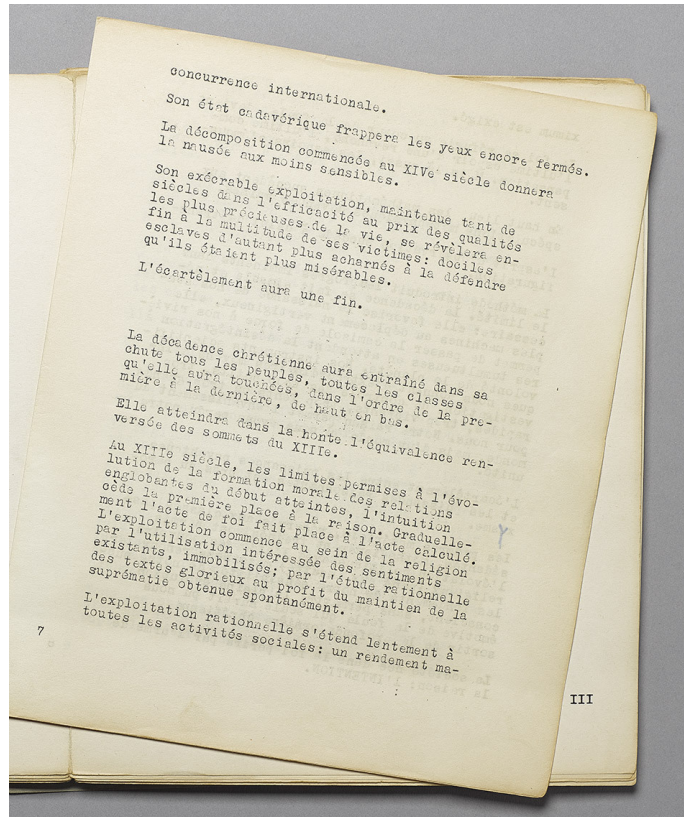 concurrence internationale.
Son état cadavérique frappera les yeux encore fermés.
La décomposition commencée au XIVe siècle donnera
la nausée aux moins sensibles.
Son exécrable exploitation, maintenue tant de
siècles dans l'efficacité au prix des qualités
les plus précieuses de la vie, se révèlera en-
fin à la multitude de ses victimes: dociles
esclaves d'autant plus acharnés à la défendre
qu'ils étaient plus misérables.
L'écartèlement aura une fin.
La décadence chrétienne aura entraîné dans sa
chute tous les peuples, toutes les classes
qu'elle aura touchées, dans l'ordre de la pre-
mière à la dernière, de haut en bas.
Elle atteindra dans la honte l'équivalence ren-
versée des sommets du XIIIe.
Au XIIIe siècle, les limites permises à l'évo-
lution de la formation morale des relations
englobantes du début atteintes, l'intuition
cède la première place à la raison. Graduelle-
ment l'acte de foi fait place à l'acte calculé.
L'exploitation commence au sein de la religion
par l'utilisation intéressée des sentiments
existants, immobilisés; par l'étude rationnelle
des textes glorieux au profit du maintien de la
suprématie obtenue spontanément.
L'exploitation rationnelle s'étend lentement à
toutes les activités sociales: un rendement ma-
7
III